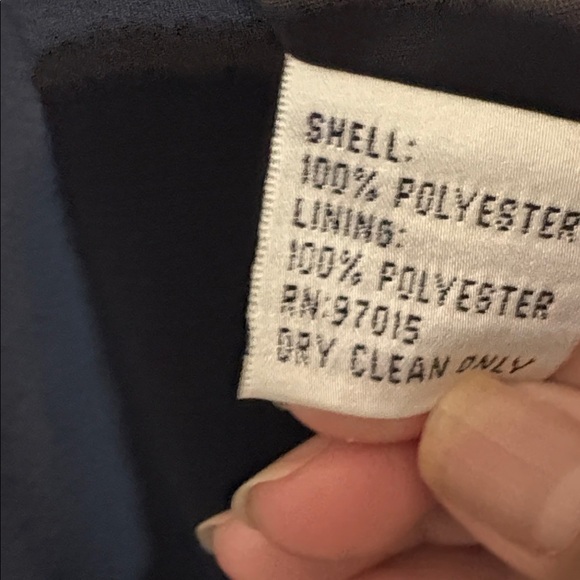 SHELL:
100% POLYESTER
LINING:
100% POLYESTER
RN:97015
DRY CLEAN ONLY